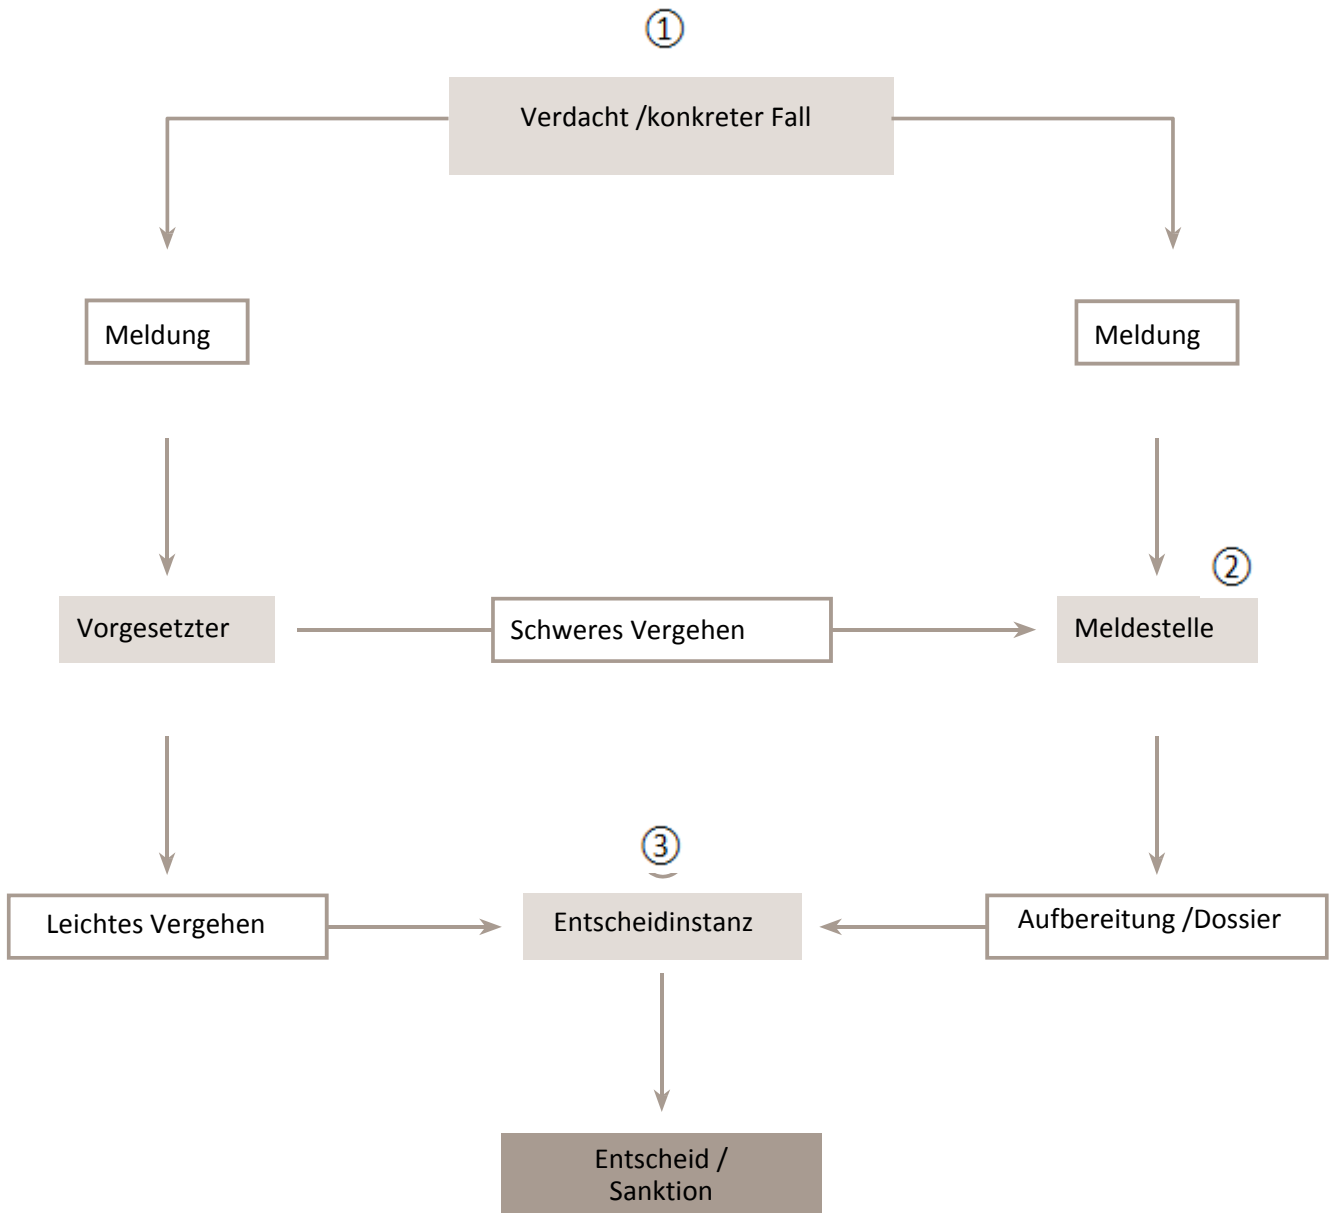 ①
Verdacht /konkreter Fall
Meldung
Meldung
②
Vorgesetzter
Schweres Vergehen
Meldestelle
③
Leichtes Vergehen
Entscheidinstanz
Aufbereitung /Dossier
Entscheid /
Sanktion